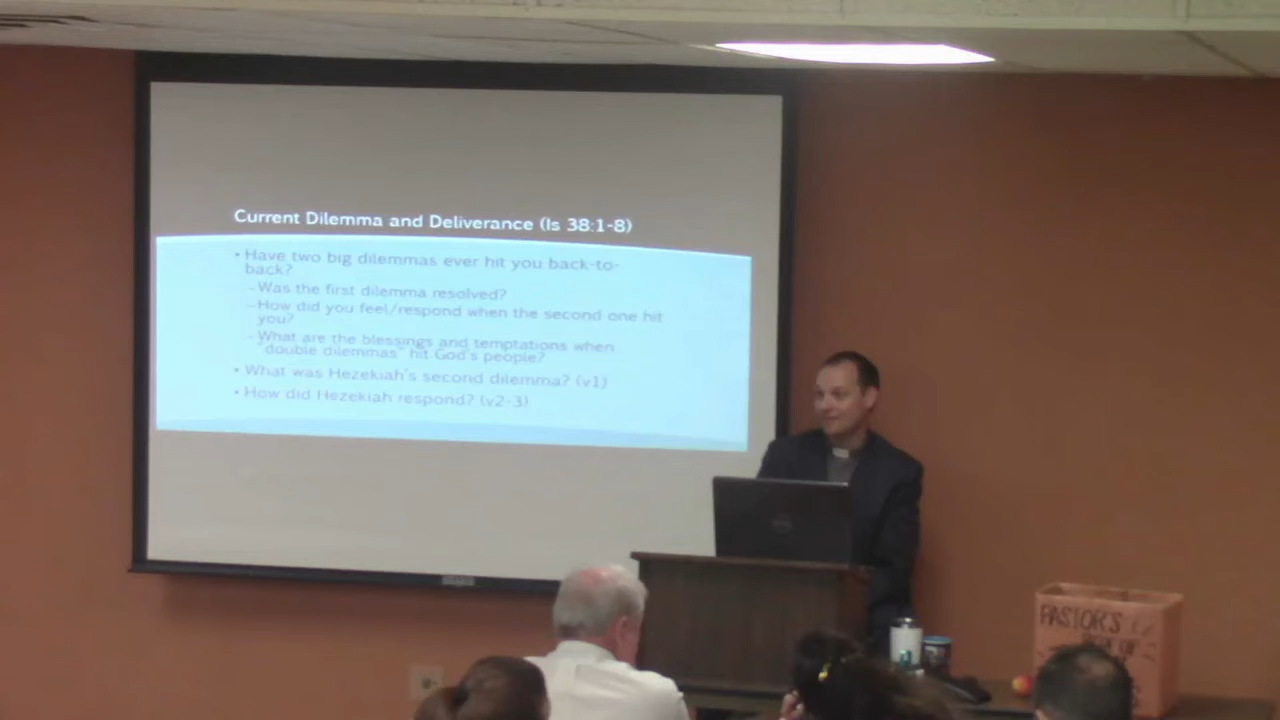 Current Dilemma and Deliverance (Is 38:1-8)
• Have two big dilemmas ever hit you back-to-
back?
–Was the first dilemma resolved?
–How did you feel/respond when the second one hit
you?
–What are the blessings and temptations when
"double dilemmas" hit God's people?
• What was Hezekiah's second dilemma? (v1)
• How did Hezekiah respond? (v2-3)
PASTOR'S
BOX OF